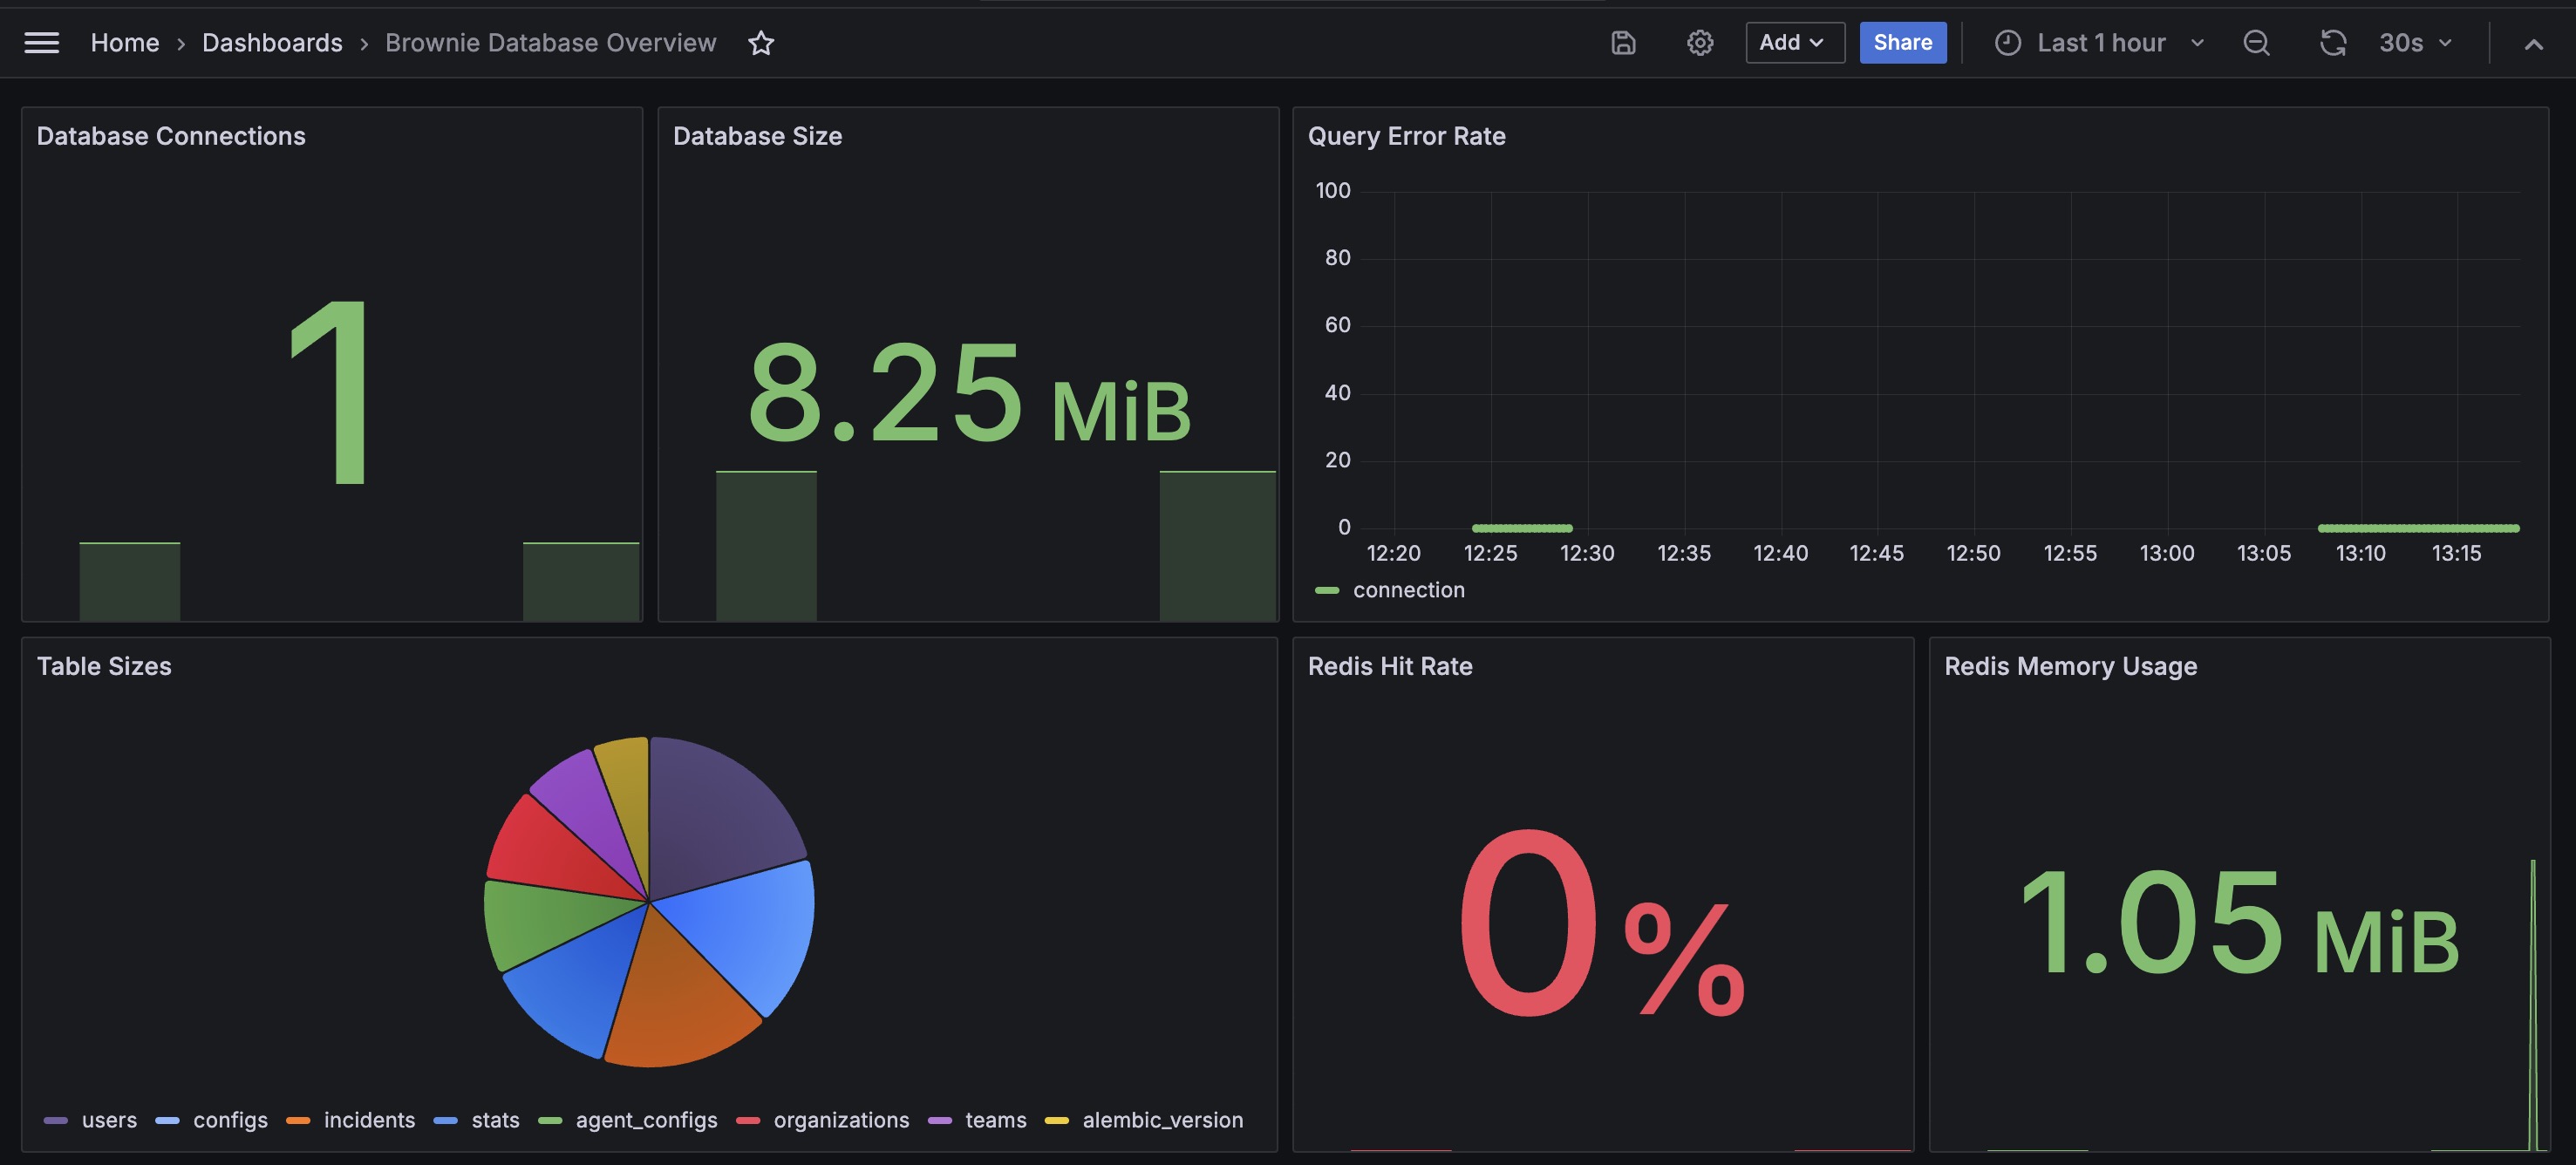 Home › Dashboards › Brownie Database Overview
Add
Share
Last 1 hour
30s
Database Connections
1
Database Size
8.25 MiB
Query Error Rate
100
80
60
40
20
0
12:20 12:25 12:30 12:35 12:40 12:45 12:50 12:55 13:00 13:05 13:10 13:15
connection
Table Sizes
users configs incidents stats agent_configs organizations teams alembic_version
Redis Hit Rate
0%
Redis Memory Usage
1.05 MiB